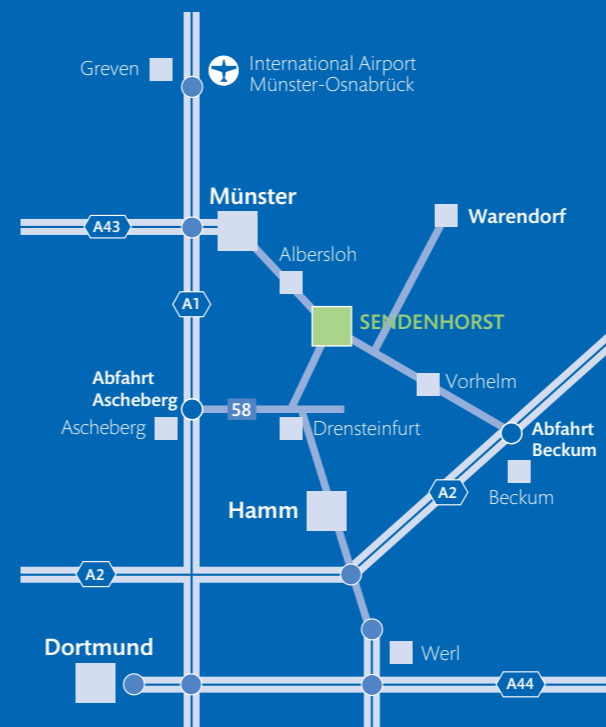 International Airport
Greven
Münster-Osnabrück
Münster
Warendorf
A43
Albersloh
A1
SENDENHORST
Abfahrt
Ascheberg
Vorhelm
58
Ascheberg
Drensteinfurt
Abfahrt
Beckum
A2
Beckum
Hamm
A2
Dortmund
Werl
A44